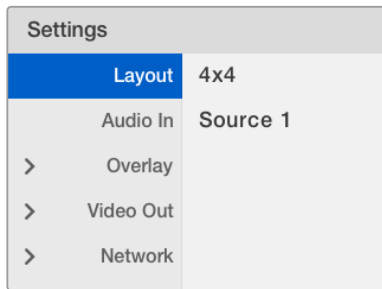 Settings
Layout 4x4
Audio In Source 1
Overlay
Video Out
Network